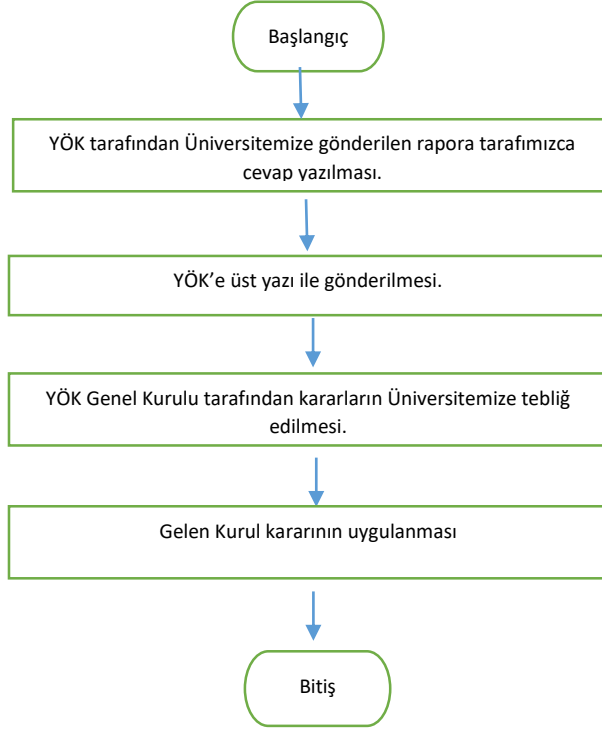 Başlangıç
YÖK tarafından Üniversitemize gönderilen rapora tarafımızca
cevap yazılması.
YÖK’e üst yazı ile gönderilmesi.
YÖK Genel Kurulu tarafından kararların Üniversitemize tebliğ
edilmesi.
Gelen Kurul kararının uygulanması
Bitiş